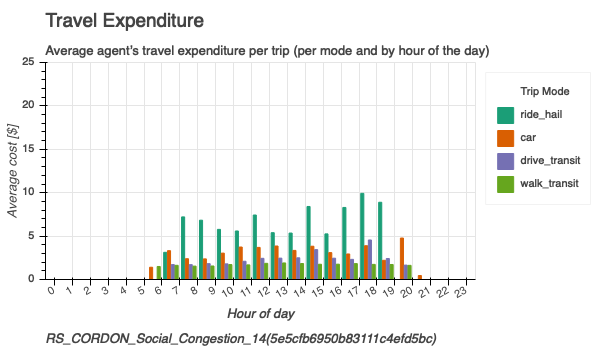 Travel Expenditure
Average agent's travel expenditure per trip (per mode and by hour of the day)
25
20
15
10
5
0
Average cost [$]
0 1 2 3 4 5 6 7 8 9 10 11 12 13 14 15 16 17 18 19 20 21 22 23
Hour of day
Trip Mode
ride_hail
car
drive_transit
walk_transit
RS_CORDON_Social_Congestion_14(5e5cfb6950b83111c4efd5bc)